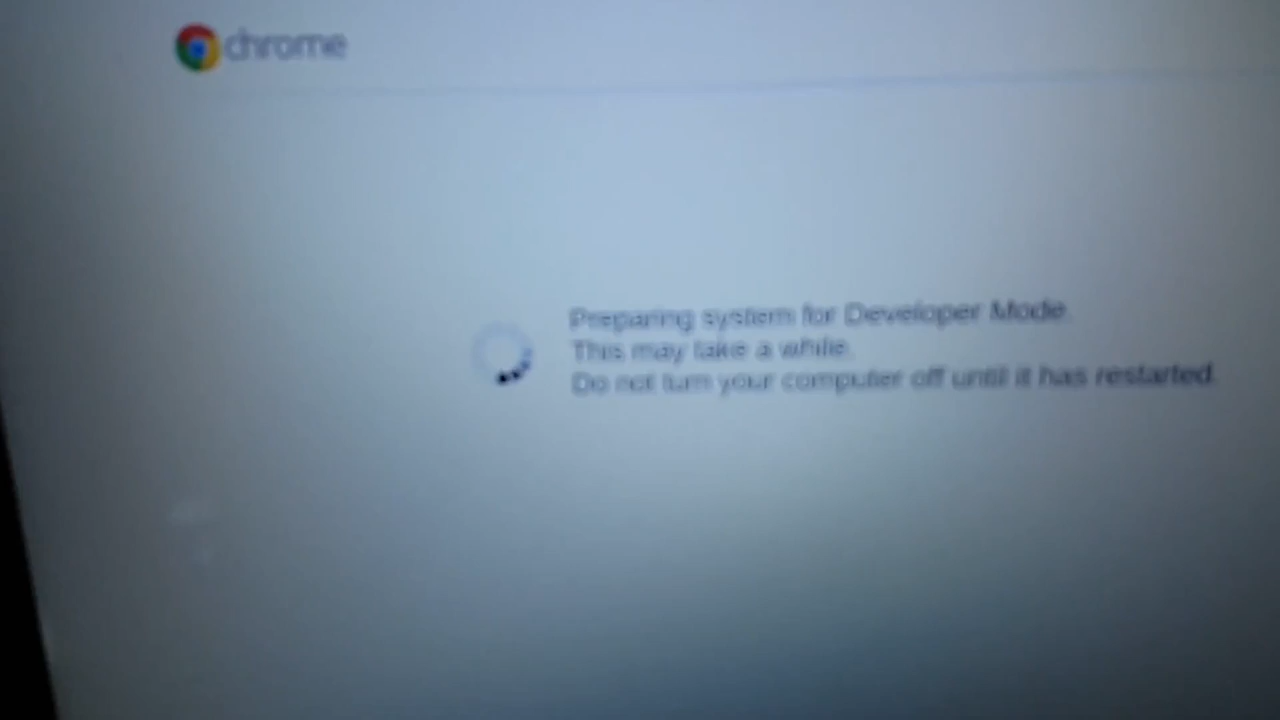 chrome
Preparing system for Developer Mode.
This may take a while.
Do not turn your computer off until it has restarted.